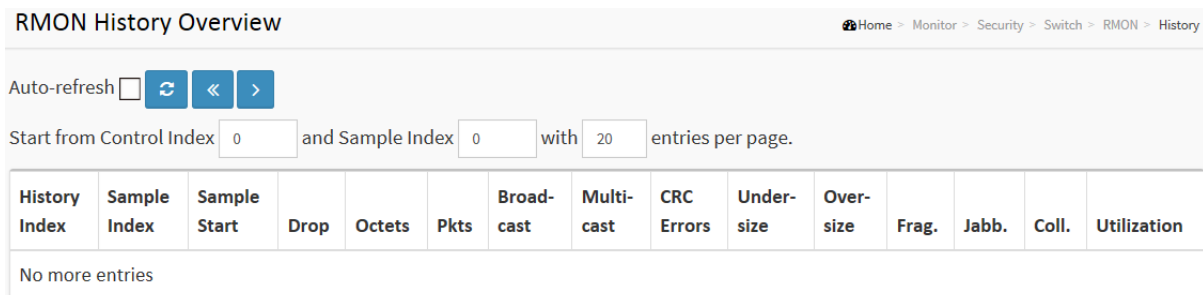 RMON History Overview
Home > Monitor > Security > Switch > RMON > History
Auto-refresh
Start from Control Index 0 and Sample Index 0 with 20 entries per page.
History Index Sample Index Sample Start Drop Octets Pkts Broad-cast Multi-cast CRC Errors Under-size Over-size Frag. Jabb. Coll. Utilization
No more entries